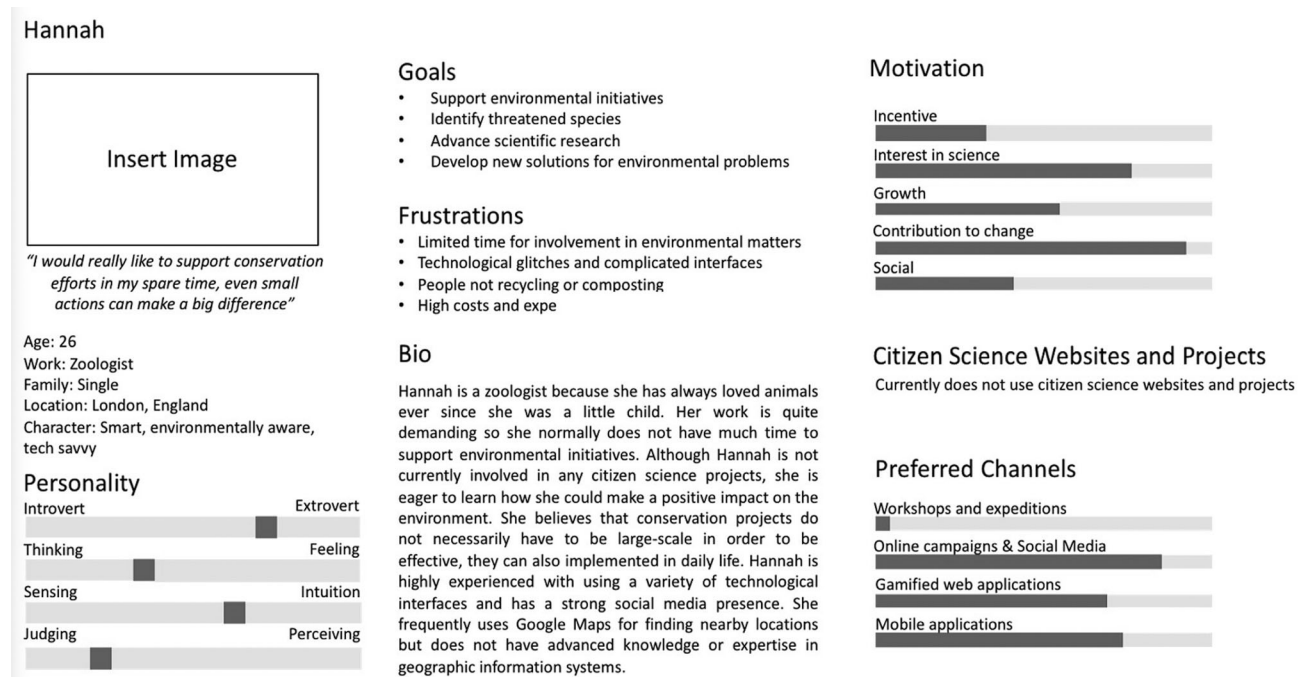 Hannah
Insert Image
“I would really like to support conservation
efforts in my spare time, even small
actions can make a big difference”
Age: 26
Work: Zoologist
Family: Single
Location: London, England
Character: Smart, environmentally aware,
tech savvy
Personality
Introvert Extrovert
Thinking Feeling
Sensing Intuition
Judging Perceiving
Goals
• Support environmental initiatives
• Identify threatened species
• Advance scientific research
• Develop new solutions for environmental problems
Frustrations
• Limited time for involvement in environmental matters
• Technological glitches and complicated interfaces
• People not recycling or composting
• High costs and expe
Bio
Hannah is a zoologist because she has always loved animals
ever since she was a little child. Her work is quite
demanding so she normally does not have much time to
support environmental initiatives. Although Hannah is not
currently involved in any citizen science projects, she is
eager to learn how she could make a positive impact on the
environment. She believes that conservation projects do
not necessarily have to be large-scale in order to be
effective, they can also implemented in daily life. Hannah is
highly experienced with using a variety of technological
interfaces and has a strong social media presence. She
frequently uses Google Maps for finding nearby locations
but does not have advanced knowledge or expertise in
geographic information systems.
Motivation
Incentive
Interest in science
Growth
Contribution to change
Social
Citizen Science Websites and Projects
Currently does not use citizen science websites and projects
Preferred Channels
Workshops and expeditions
Online campaigns & Social Media
Gamified web applications
Mobile applications